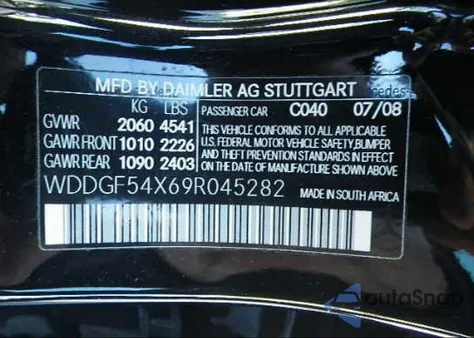 MFD BY DAIMLER AG STUTTGART
KG LBS PASSENGER CAR C040 07/08
GVWR 2060 4541 THIS VEHICLE CONFORMS TO ALL APPLICABLE
GAWR FRONT 1010 2226 U.S. FEDERAL MOTOR VEHICLE SAFETY, BUMPER
GAWR REAR 1090 2403 AND THEFT PREVENTION STANDARDS IN EFFECT
ON THE DATE OF MANUFACTURE SHOWN ABOVE
WDDGF54X69R045282 MADE IN SOUTH AFRICA
autoSnap